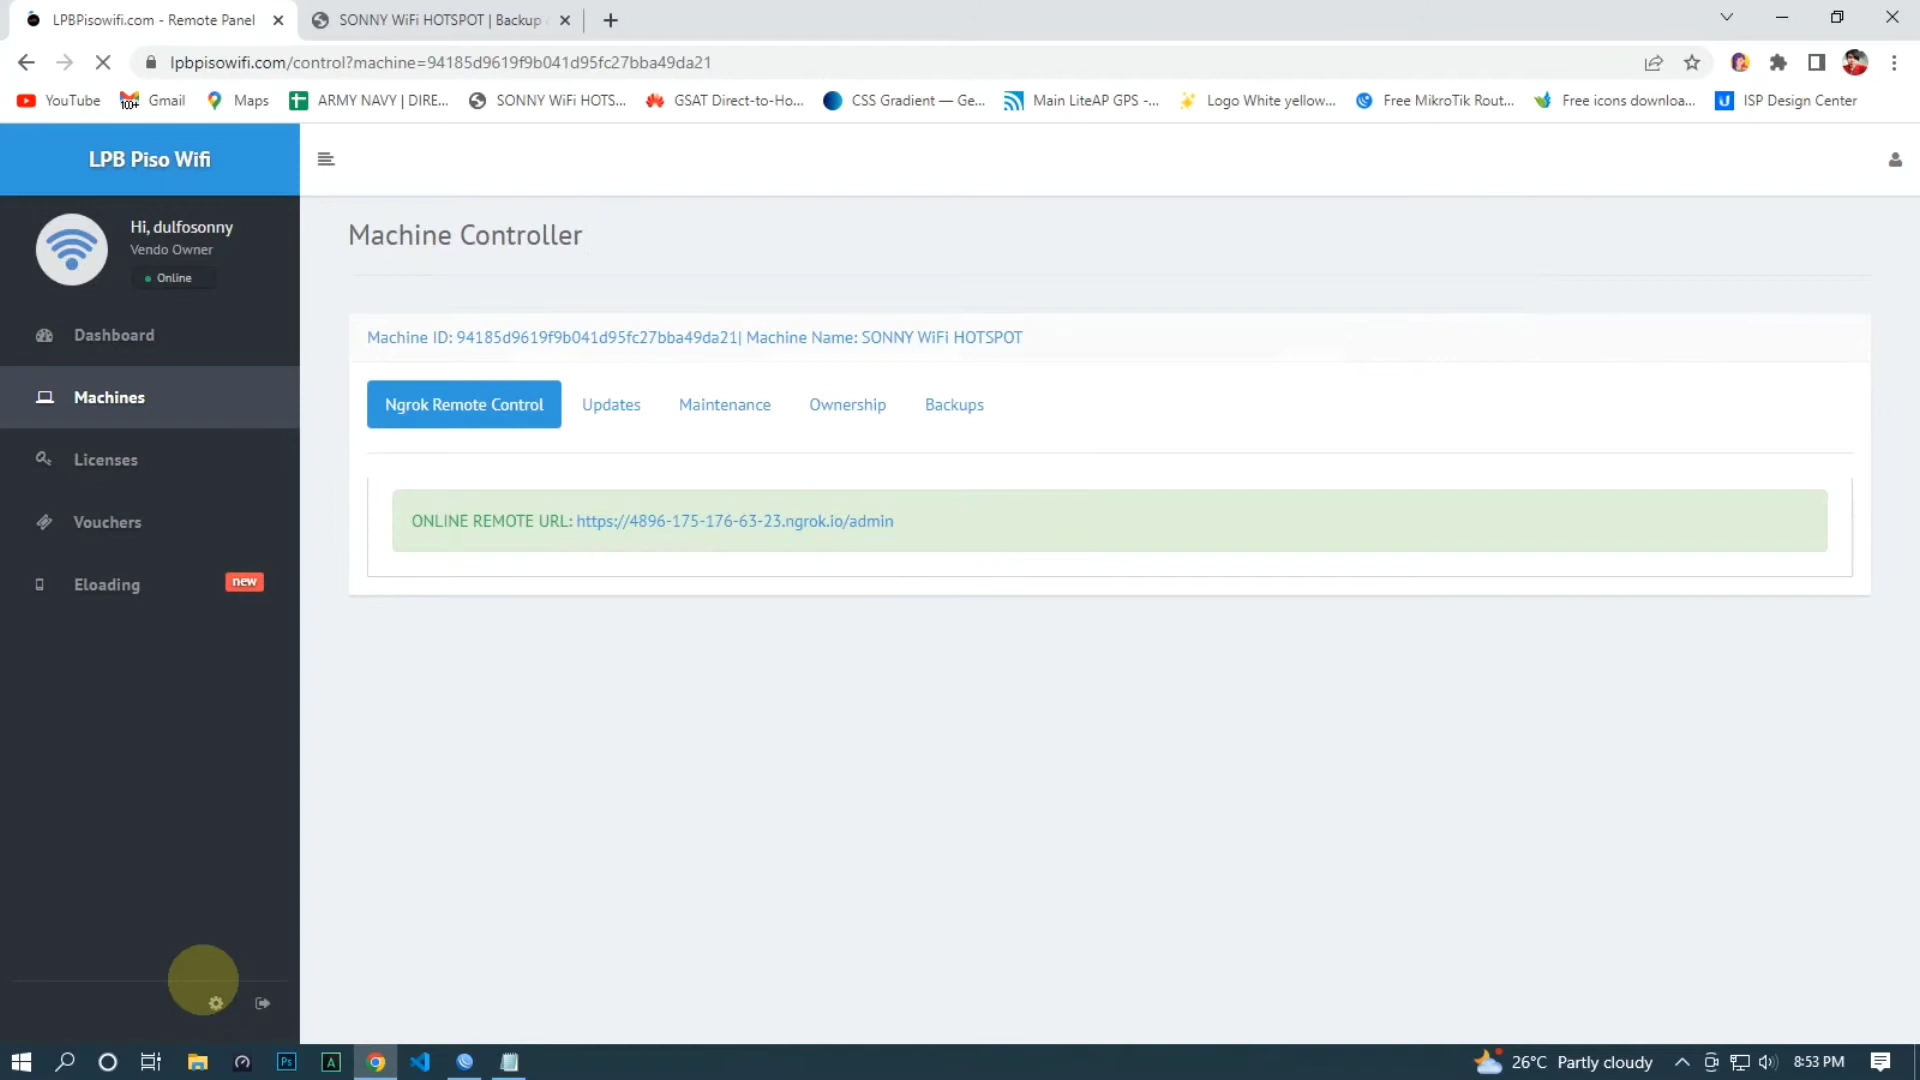 LPBPisowifi.com - Remote Panel
SONNY WiFi HOTSPOT | Backup
lpbpisowifi.com/control?machine=94185d9619f9b041d95fc27bba49da21
YouTube
100+
Gmail
Maps
ARMY NAVY | DIRE...
SONNY WiFi HOTS...
GSAT Direct-to-Ho...
CSS Gradient — Ge...
Main LiteAP GPS -...
Logo White yellow...
Free MikroTik Rout...
Free icons downloa...
U
ISP Design Center
LPB Piso Wifi
Hi, dulfosonny
Vendo Owner
Online
Dashboard
Machines
Licenses
Vouchers
Eloading
new
Machine Controller
Machine ID: 94185d9619f9b041d95fc27bba49da21| Machine Name: SONNY WiFi HOTSPOT
Ngrok Remote Control
Updates
Maintenance
Ownership
Backups
ONLINE REMOTE URL: https://4896-175-176-63-23.ngrok.io/admin
Ps
A
26°C Partly cloudy
8:53 PM